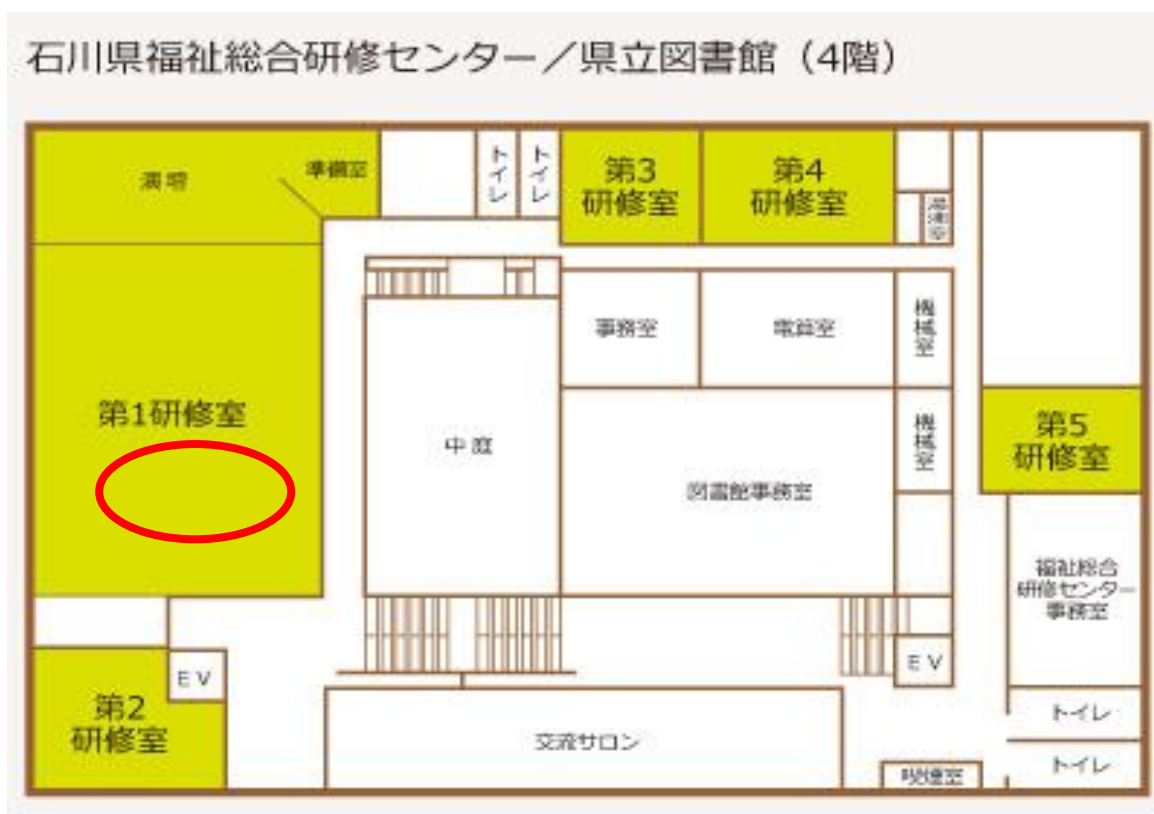 石川県福祉総合研修センター／県立図書館（4階）
演壇
準備室
トイレ
トイレ
第3
研修室
第4
研修室
湯沸室
事務室
電算室
機械室
第1研修室
中庭
機械室
第5
研修室
図書館事務室
福祉総合
研修センター
事務室
EV
EV
第2
研修室
交流サロン
トイレ
トイレ
喫煙室